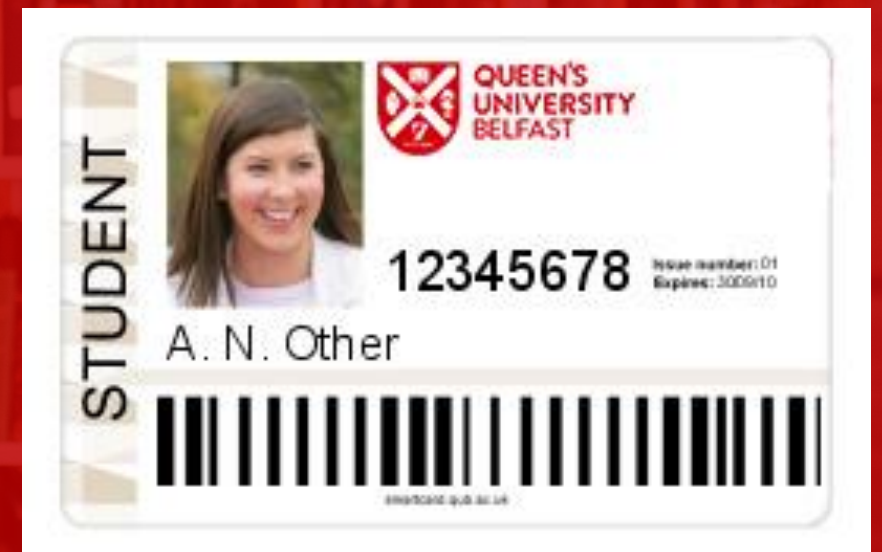 STUDENT
QUEEN'S
UNIVERSITY
BELFAST
12345678
Issue number: 01
Expires: 30/09/10
A. N. Other
smartcard.qub.ac.uk